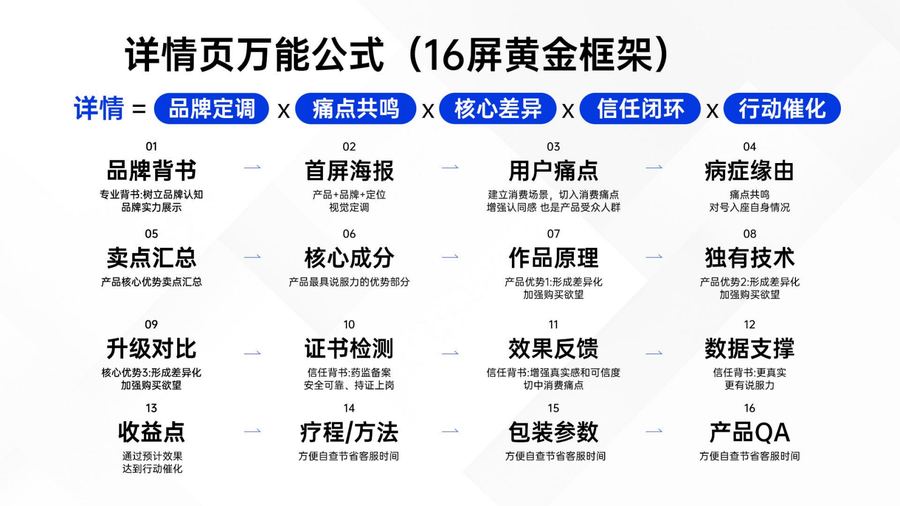 详情页万能公式（16屏黄金框架）
详情 = 品牌定调 x 痛点共鸣 x 核心差异 x 信任闭环 x 行动催化
01
品牌背书
专业背书:树立品牌认知
品牌实力展示
02
首屏海报
产品+品牌+定位
视觉定调
03
用户痛点
建立消费场景，切入消费痛点
增强认同感 也是产品受众人群
04
病症缘由
痛点共鸣
对号入座自身情况
05
卖点汇总
产品核心优势卖点汇总
06
核心成分
产品最具说服力的优势部分
07
作品原理
产品优势1:形成差异化
加强购买欲望
08
独有技术
产品优势2:形成差异化
加强购买欲望
09
升级对比
核心优势3:形成差异化
加强购买欲望
10
证书检测
信任背书:药监备案
安全可靠、持证上岗
11
效果反馈
信任背书:增强真实感和可信度
切中消费痛点
12
数据支撑
信任背书:更真实
更有说服力
13
收益点
通过预计效果
达到行动催化
14
疗程/方法
方便自查节省客服时间
15
包装参数
方便自查节省客服时间
16
产品QA
方便自查节省客服时间